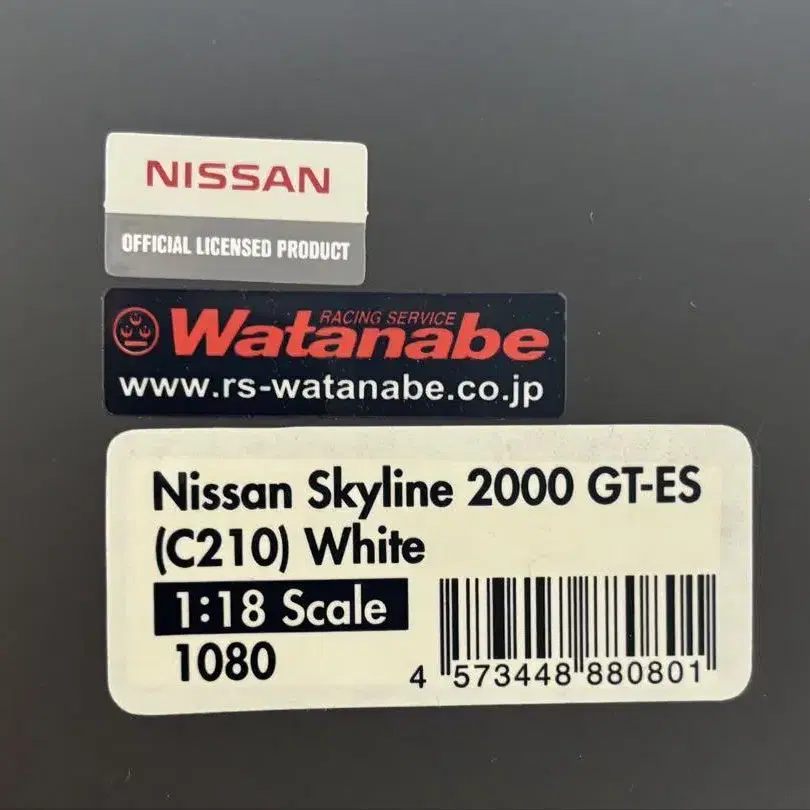 NISSAN
OFFICIAL LICENSED PRODUCT
RACING SERVICE
Watanabe
www.rs-watanabe.co.jp
Nissan Skyline 2000 GT-ES
(C210) White
1:18 Scale
1080
4 573448 880801